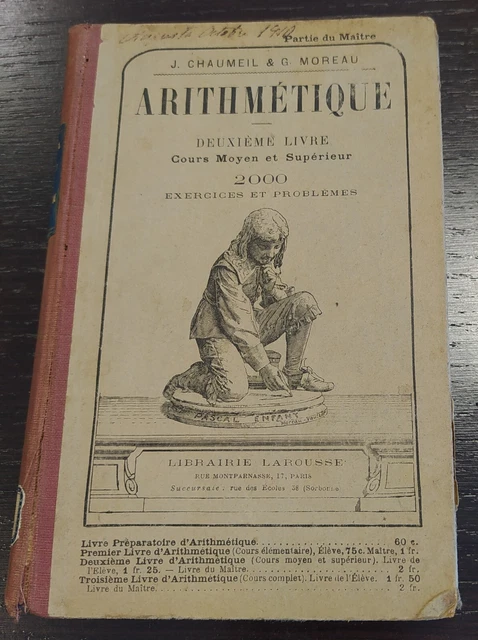 octobre 1910 Partie du Maître
J. CHAUMEIL & G. MOREAU
ARITHMÉTIQUE
DEUXIÈME LIVRE
Cours Moyen et Supérieur
2000
EXERCICES ET PROBLÈMES
PASCAL ENFANT
LIBRAIRIE LAROUSSE
RUE MONTPARNASSE, 17, PARIS
Succursale: rue des Écoles 58 (Sorbonne
Livre Préparatoire d'Arithmétique 60 c.
Premier Livre d'Arithmétique (Cours élémentaire), Élève, 75 c. Maître, 1 fr.
Deuxième Livre d'Arithmétique (Cours moyen et supérieur), Livre de
l'Elève, 1 fr. 25. — Livre du Maître. 2 fr.
Troisième Livre d'Arithmétique (Cours complet). Livre de l'Élève. 1 fr. 50
Livre du Maître. 2 fr.